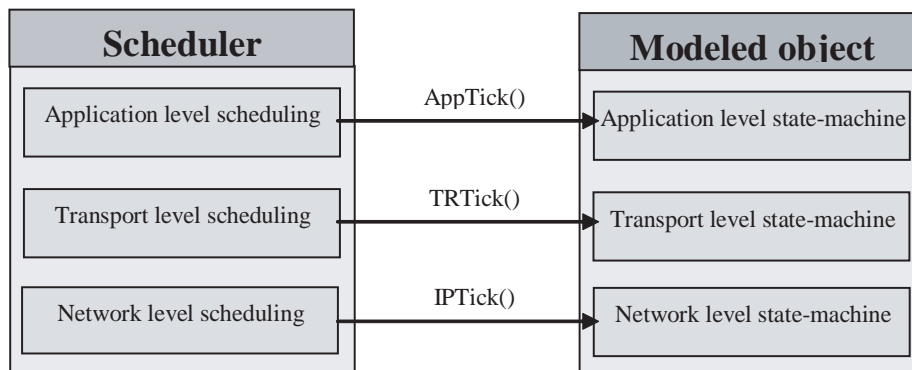 Scheduler
Modeled object
Application level scheduling
AppTick()
Application level state-machine
Transport level scheduling
TRTick()
Transport level state-machine
Network level scheduling
IPTick()
Network level state-machine